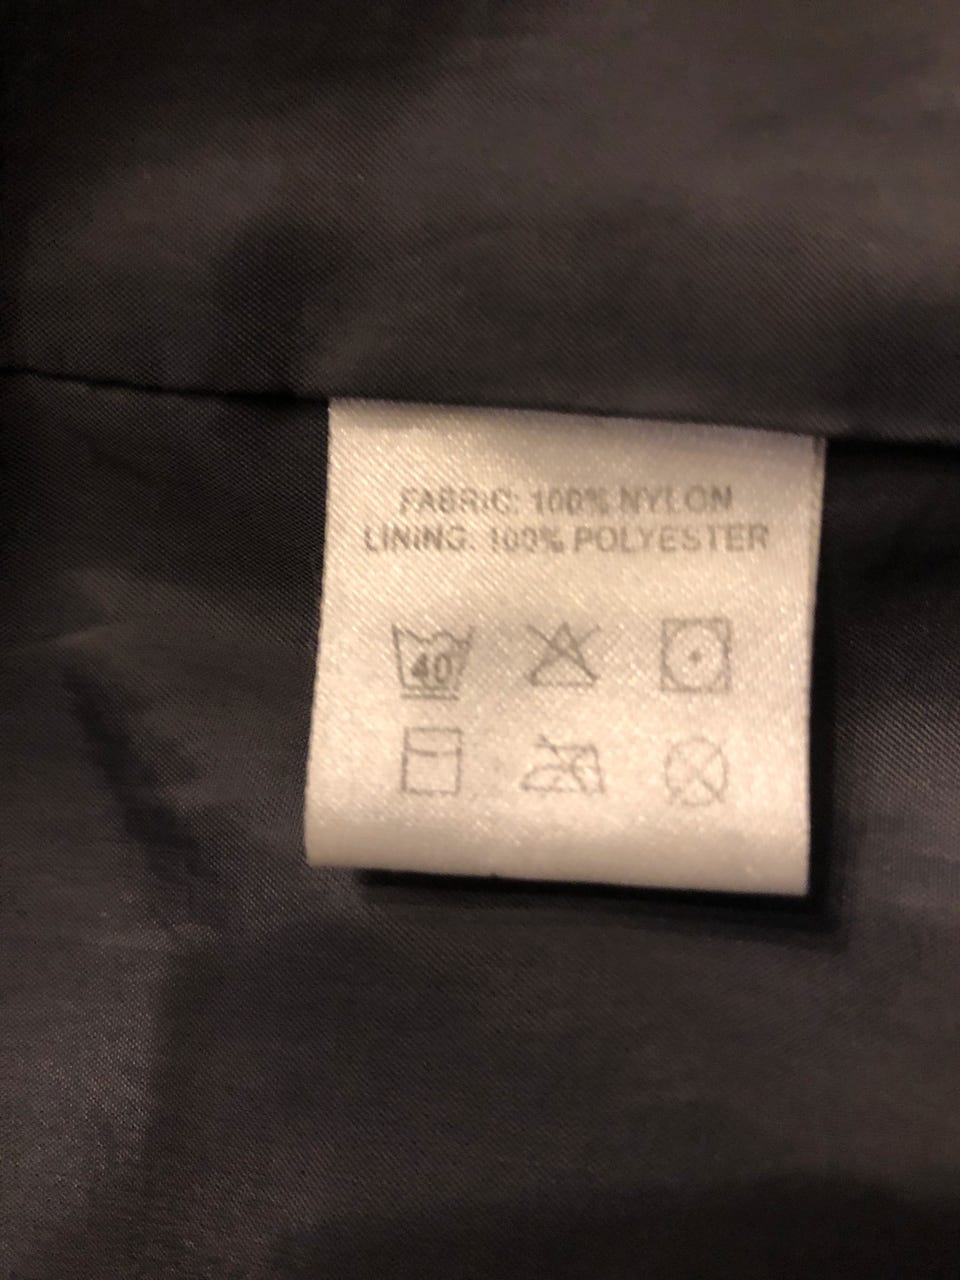 FABRIC: 100% NYLON
LINING: 100% POLYESTER
40